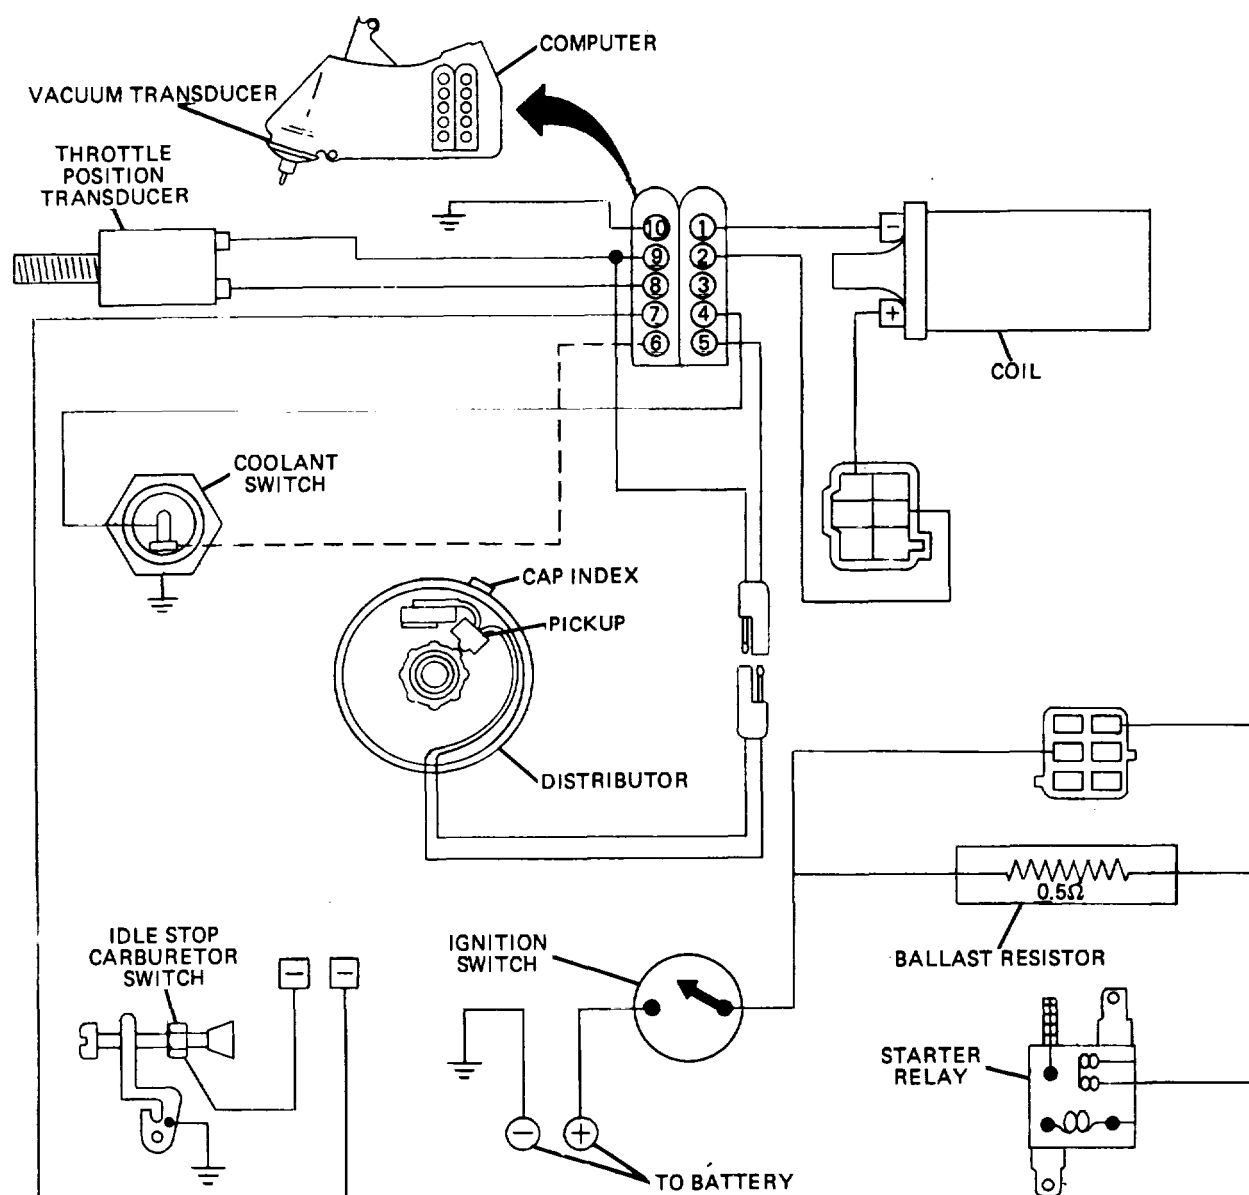 COMPUTER
VACUUM TRANSDUCER
THROTTLE
POSITION
TRANSDUCER
10 1
9 2
8 3
7 4
6 5
-
+
COIL
COOLANT
SWITCH
CAP INDEX
PICKUP
DISTRIBUTOR
0.5Ω
BALLAST RESISTOR
IDLE STOP
CARBURETOR
SWITCH
- -
IGNITION
SWITCH
STARTER
RELAY
- +
TO BATTERY